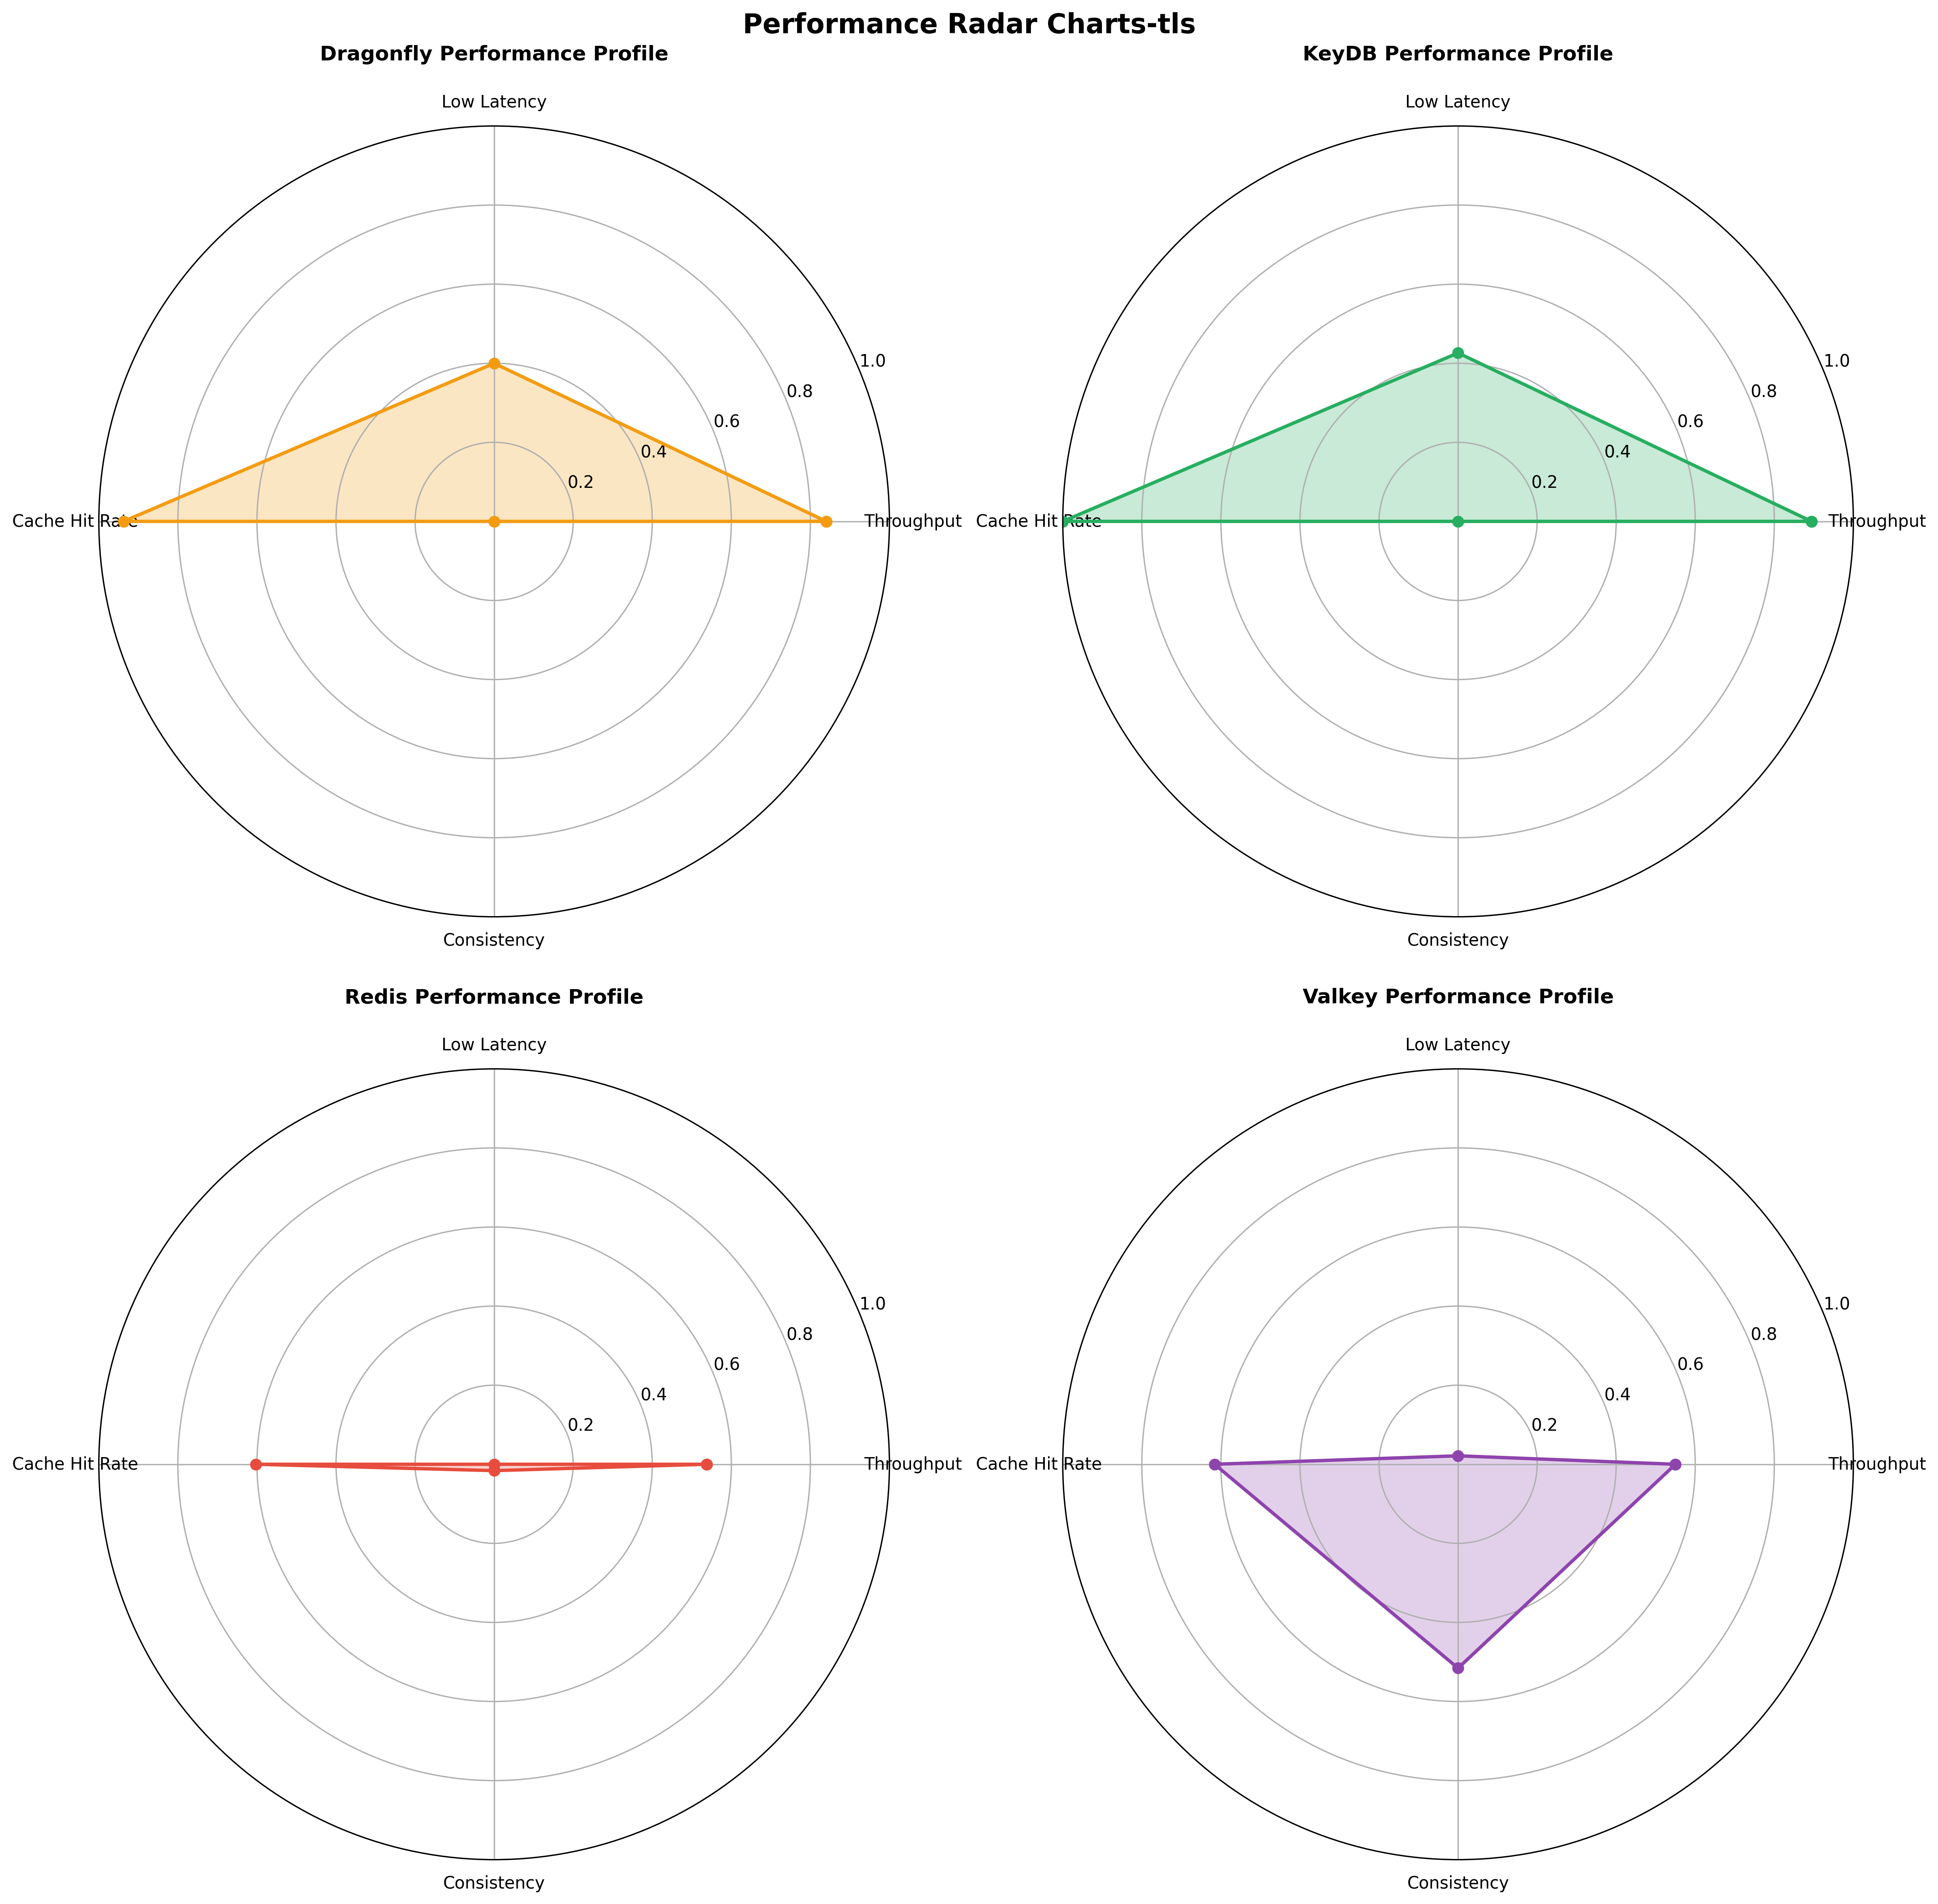 Performance Radar Charts-tls
Dragonfly Performance Profile
Low Latency
1.0
0.8
0.6
0.4
0.2
Cache Hit Rate
Throughput
Consistency
KeyDB Performance Profile
Low Latency
1.0
0.8
0.6
0.4
0.2
Cache Hit Rate
Throughput
Consistency
Redis Performance Profile
Low Latency
1.0
0.8
0.6
0.4
0.2
Cache Hit Rate
Throughput
Consistency
Valkey Performance Profile
Low Latency
1.0
0.8
0.6
0.4
0.2
Cache Hit Rate
Throughput
Consistency